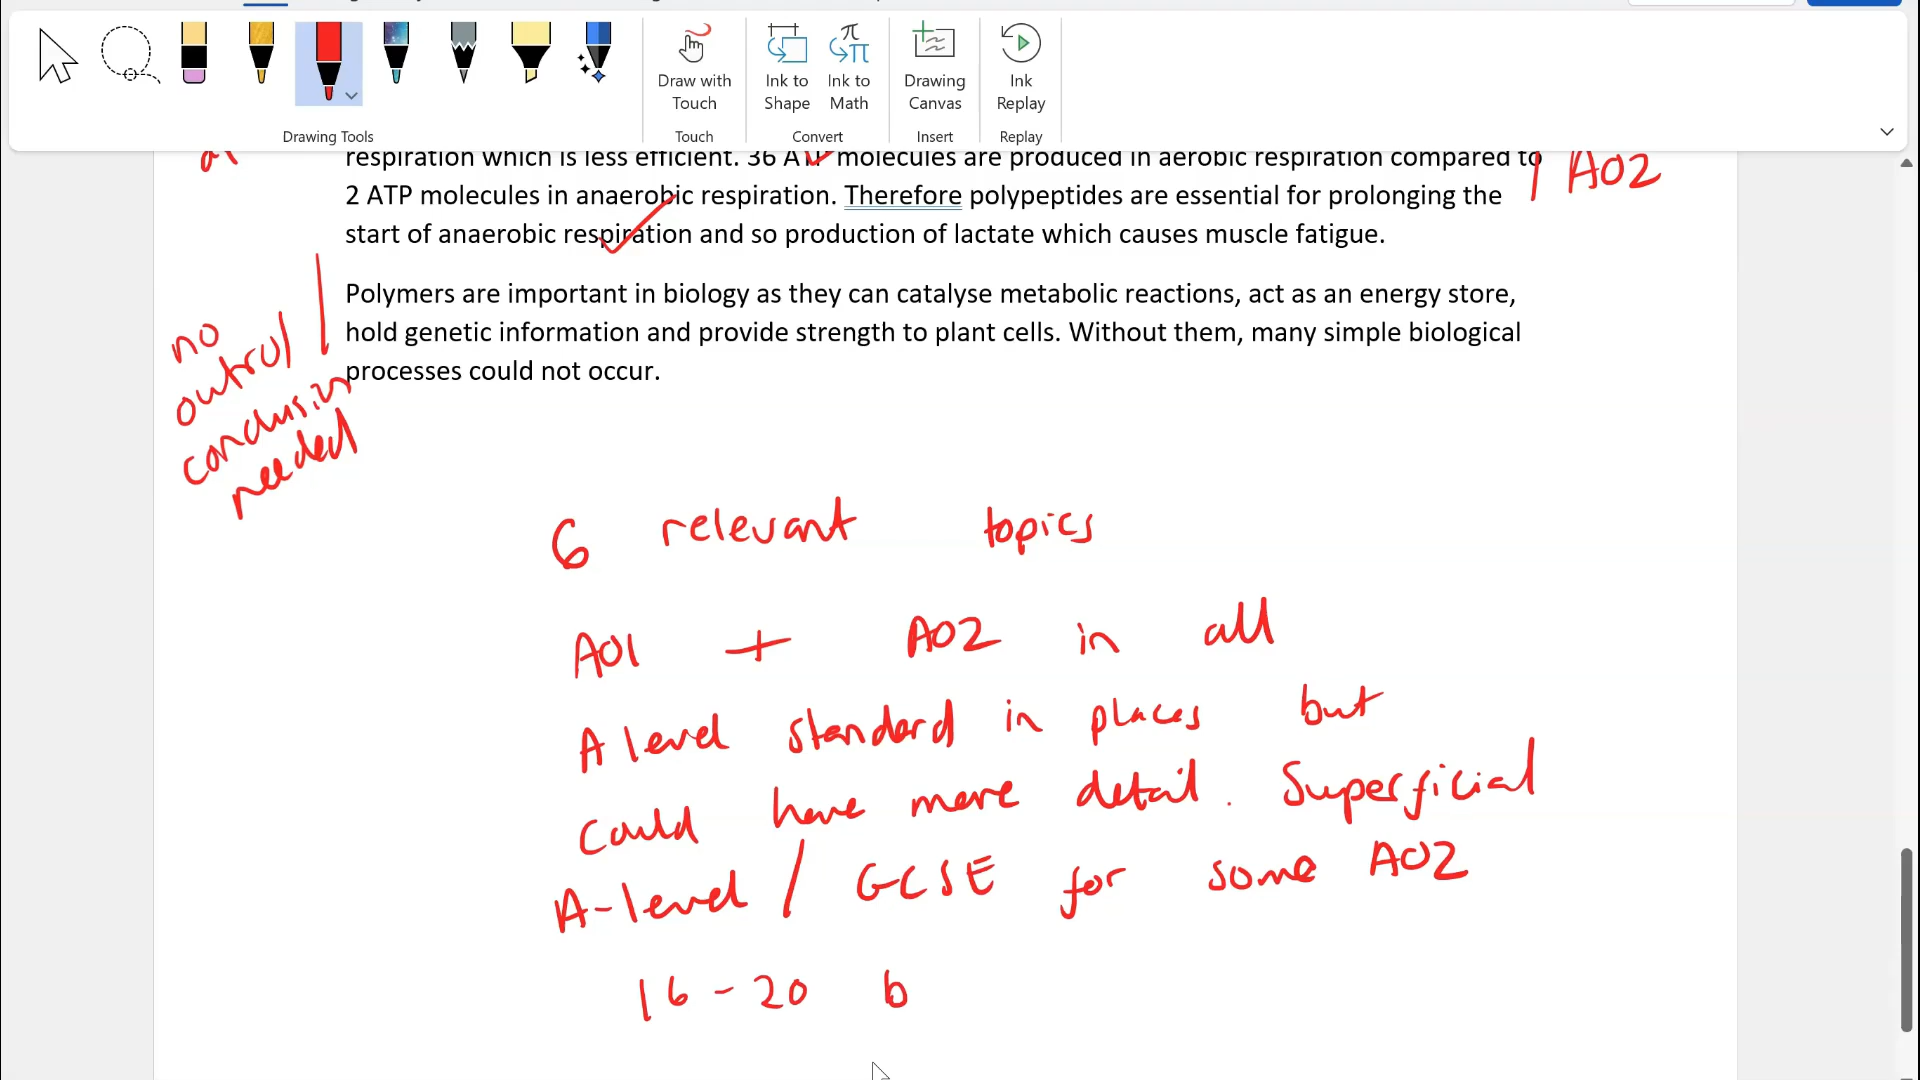 Draw with Touch
Ink to Shape
Ink to Math
Drawing Canvas
Ink Replay
Drawing Tools
Touch
Convert
Insert
Replay
respiration which is less efficient. 36 ATP molecules are produced in aerobic respiration compared to
2 ATP molecules in anaerobic respiration. Therefore polypeptides are essential for prolonging the
start of anaerobic respiration and so production of lactate which causes muscle fatigue.
AO2
Polymers are important in biology as they can catalyse metabolic reactions, act as an energy store,
hold genetic information and provide strength to plant cells. Without them, many simple biological
processes could not occur.
no
conclusion
needed
6 relevant topics
AO1 + AO2 in all
A level standard in places but
could have more detail. Superficial
A-level / GCSE for some AO2
16-20 b